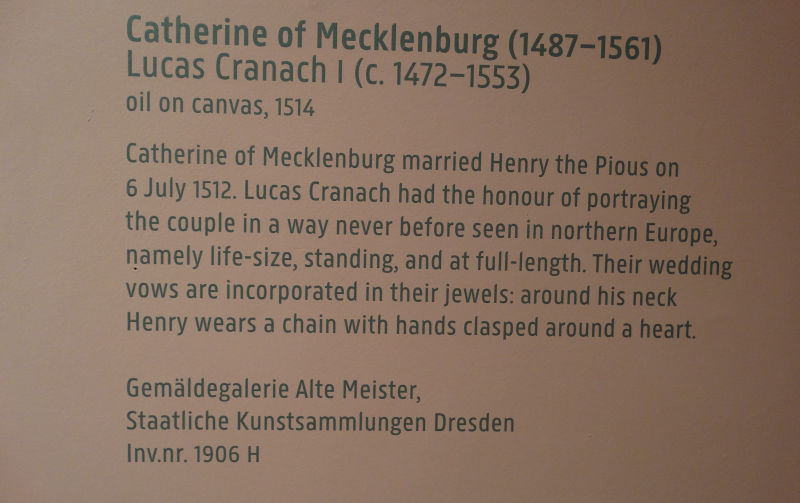 Catherine of Mecklenburg (1487–1561)
Lucas Cranach I (c. 1472–1553)
oil on canvas, 1514
Catherine of Mecklenburg married Henry the Pious on
6 July 1512. Lucas Cranach had the honour of portraying
the couple in a way never before seen in northern Europe,
namely life-size, standing, and at full-length. Their wedding
vows are incorporated in their jewels: around his neck
Henry wears a chain with hands clasped around a heart.
Gemäldegalerie Alte Meister,
Staatliche Kunstsammlungen Dresden
Inv.nr. 1906 H